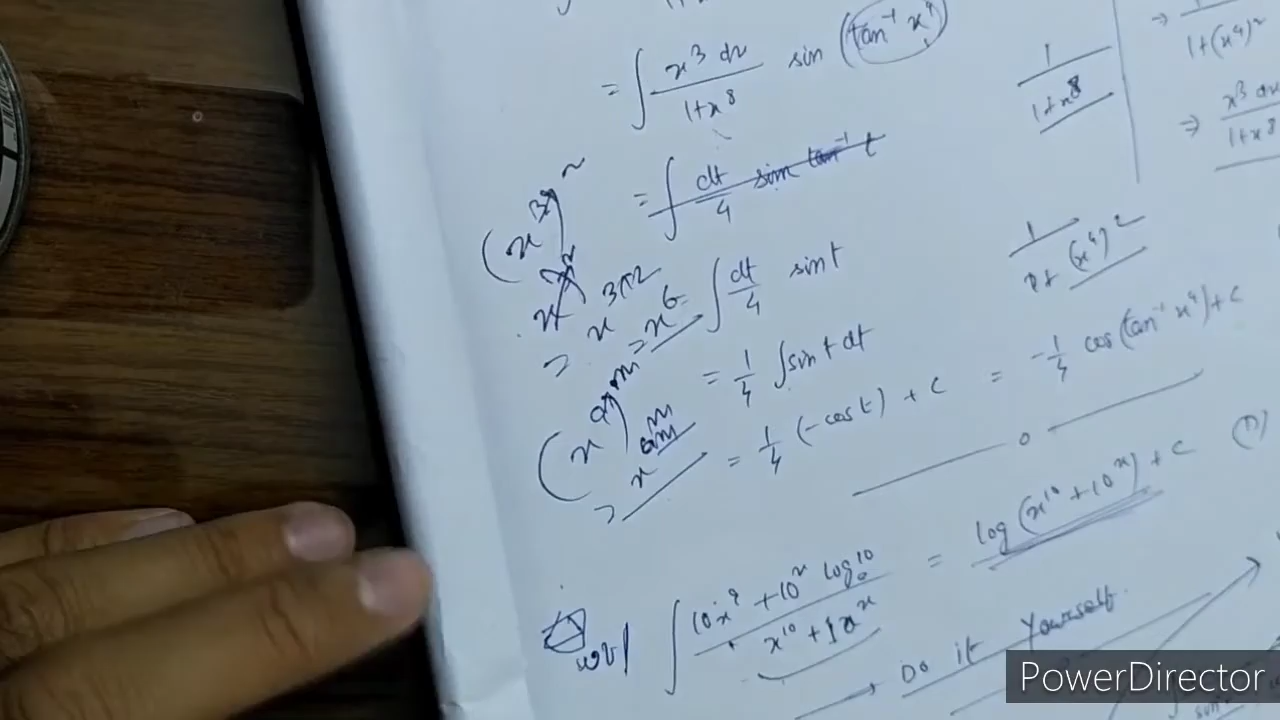 = ∫ x³ dx / 1+x⁸ sin (tan⁻¹ x⁴)
1 / 1+x⁸
⇒ 1 / 1+(x⁴)²
⇒ x³ dx / 1+x⁸
= ∫ dt/4 sin tan⁻¹ t
(x³)²
x³ˣ²
= x⁶
= ∫ dt/4 sin t
1 / 1+ (x⁴)²
= 1/4 ∫ sin t dt
(x^a)^m
= x^am
= 1/4 (-cos t) + c = -1/4 cos (tan⁻¹ x⁴) + c
∫ 10x⁹ + 10ˣ log 10 / x¹⁰ + 10ˣ = log (x¹⁰ + 10ˣ) + c
→ Do it Yourself.
PowerDirector